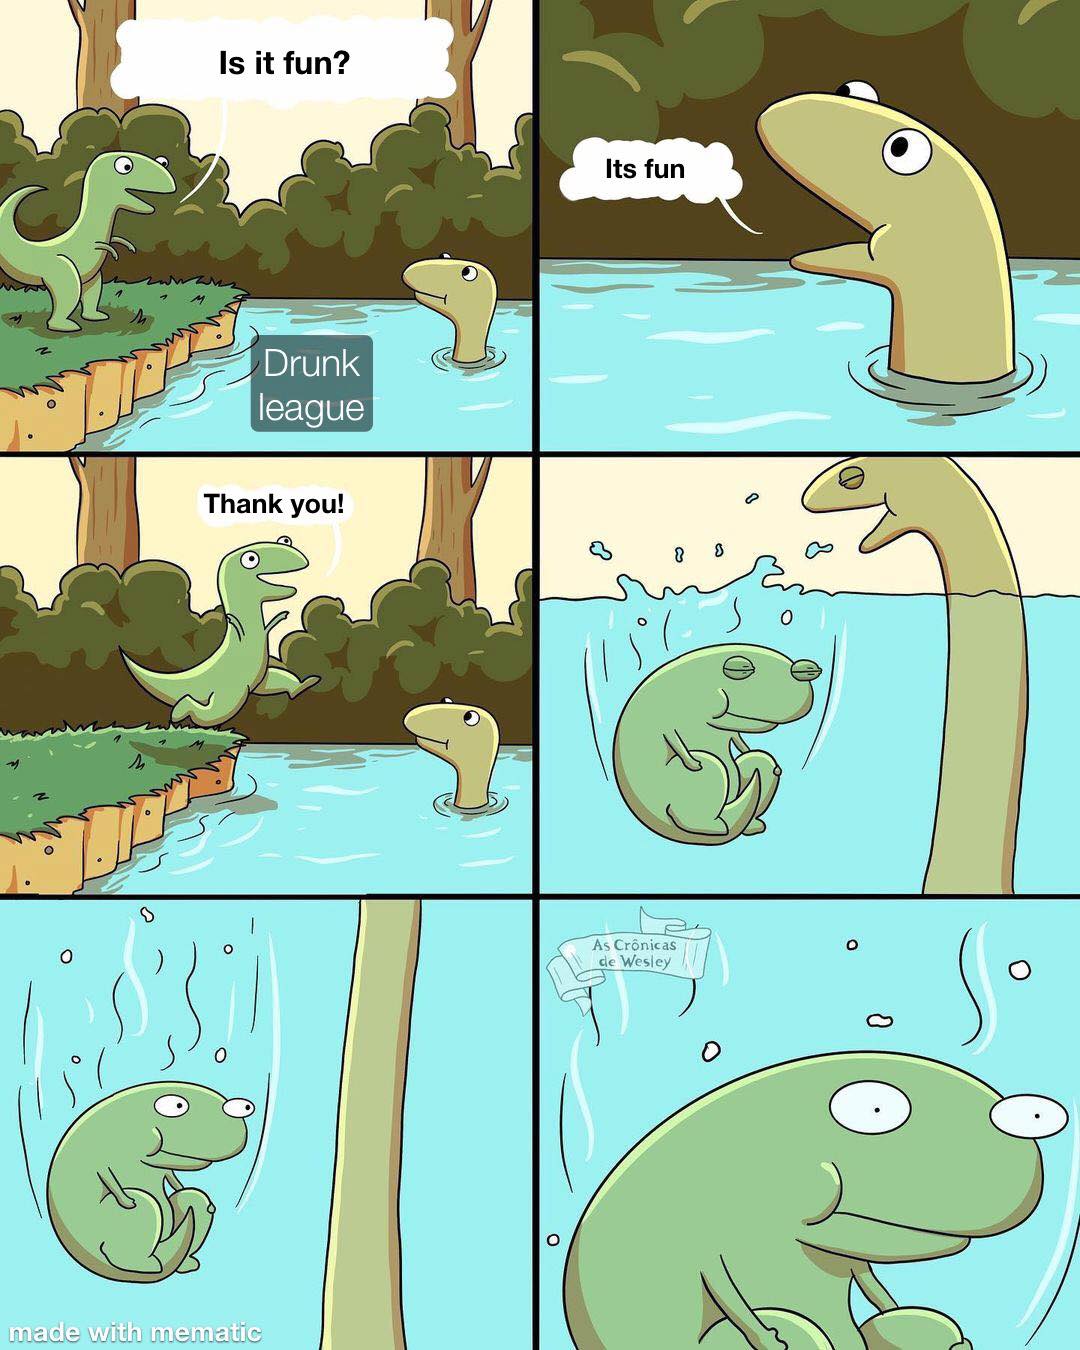 Is it fun?
Its fun
Drunk
league
Thank you!
As Crônicas
de Wesley
made with mematic